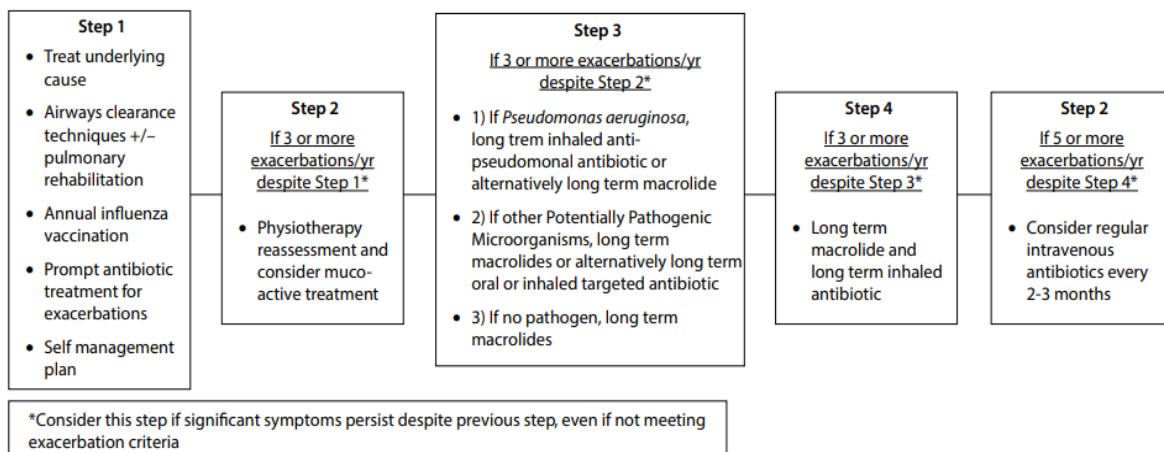 Step 1
• Treat underlying
cause
• Airways clearance
techniques +/–
pulmonary
rehabilitation
• Annual influenza
vaccination
• Prompt antibiotic
treatment for
exacerbations
• Self management
plan
Step 2
If 3 or more
exacerbations/yr
despite Step 1*
• Physiotherapy
reassessment and
consider muco-
active treatment
Step 3
If 3 or more exacerbations/yr
despite Step 2*
• 1) If Pseudomonas aeruginosa,
long trem inhaled anti-
pseudomonal antibiotic or
alternatively long term macrolide
• 2) If other Potentially Pathogenic
Microorganisms, long term
macrolides or alternatively long term
oral or inhaled targeted antibiotic
• 3) If no pathogen, long term
macrolides
Step 4
If 3 or more
exacerbations/yr
despite Step 3*
• Long term
macrolide and
long term inhaled
antibiotic
Step 2
If 5 or more
exacerbations/yr
despite Step 4*
• Consider regular
intravenous
antibiotics every
2-3 months
*Consider this step if significant symptoms persist despite previous step, even if not meeting
exacerbation criteria